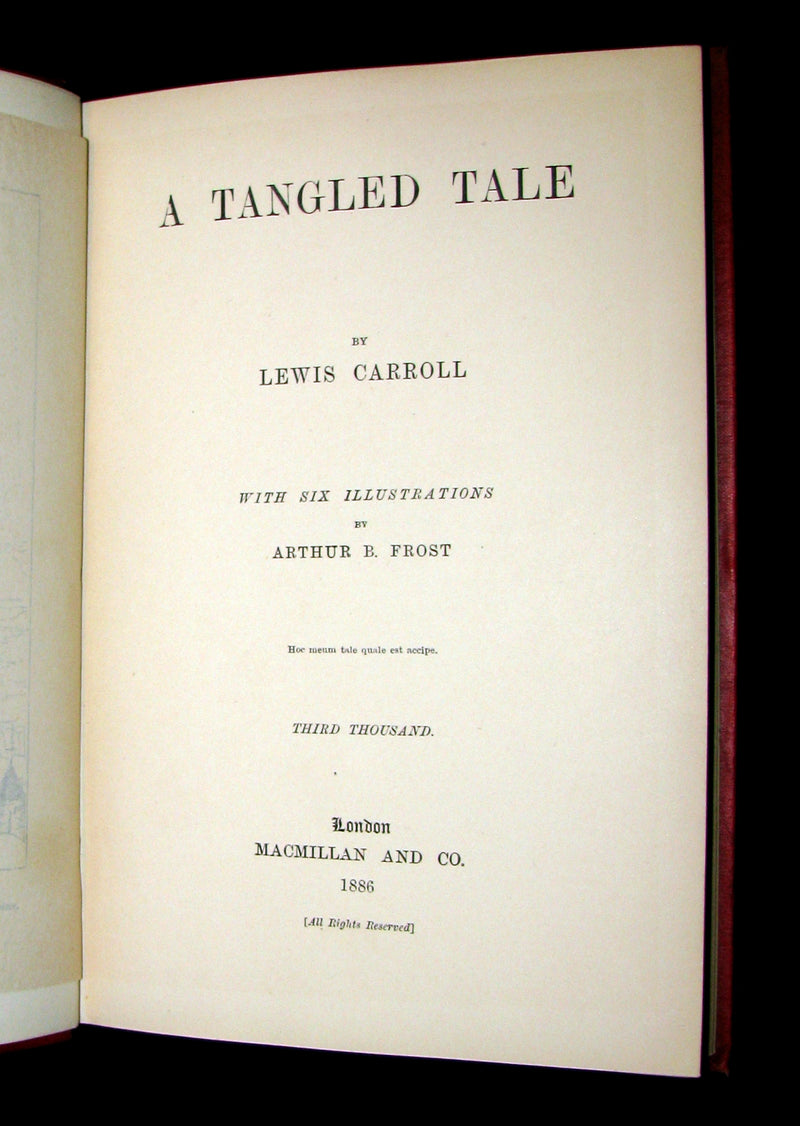 A TANGLED TALE
BY
LEWIS CARROLL
WITH SIX ILLUSTRATIONS
BY
ARTHUR B. FROST
Hoc meum tale quale est accipe.
THIRD THOUSAND.
London
MACMILLAN AND CO.
1886
[All Rights Reserved]